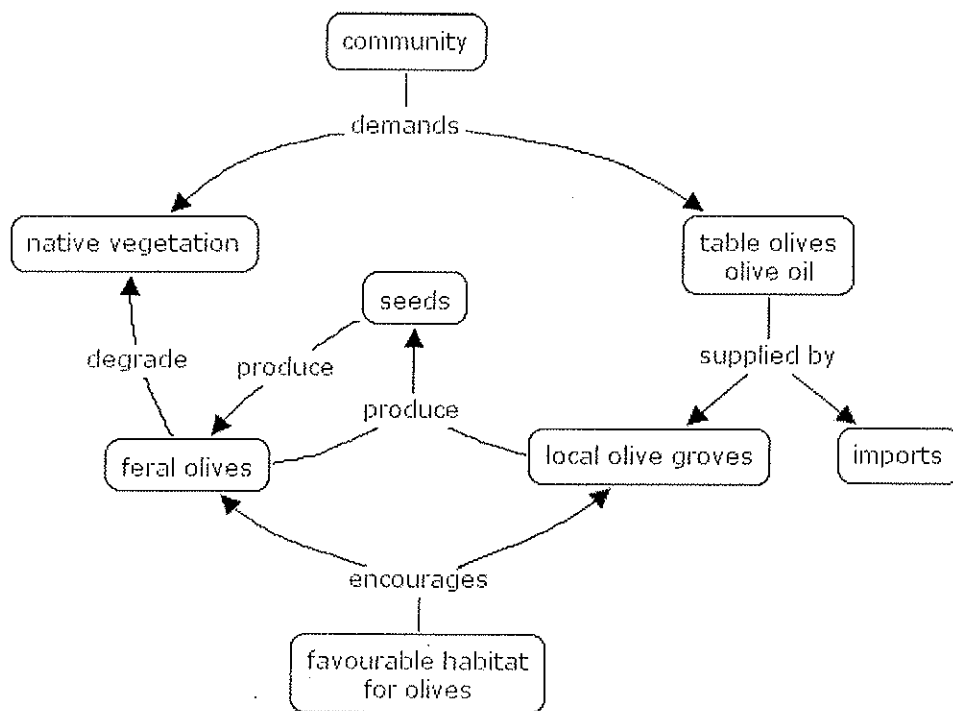 community
demands
native vegetation
table olives
olive oil
seeds
degrade
produce
supplied by
produce
feral olives
local olive groves
imports
encourages
favourable habitat
for olives